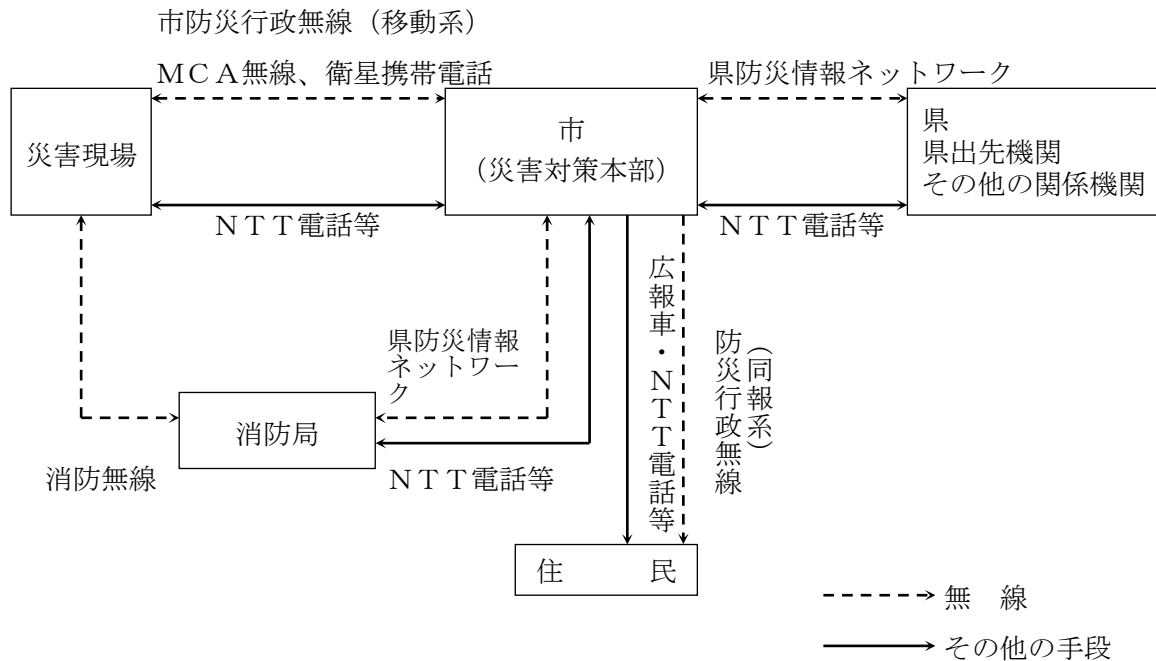 市防災行政無線（移動系）
ＭＣＡ無線、衛星携帯電話
県防災情報ネットワーク
災害現場
市
（災害対策本部）
県
県出先機関
その他の関係機関
ＮＴＴ電話等
ＮＴＴ電話等
広報車・ＮＴＴ電話等
防災行政無線
（同報系）
県防災情報
ネットワー
ク
消防局
消防無線
ＮＴＴ電話等
住　　民
無　線
その他の手段